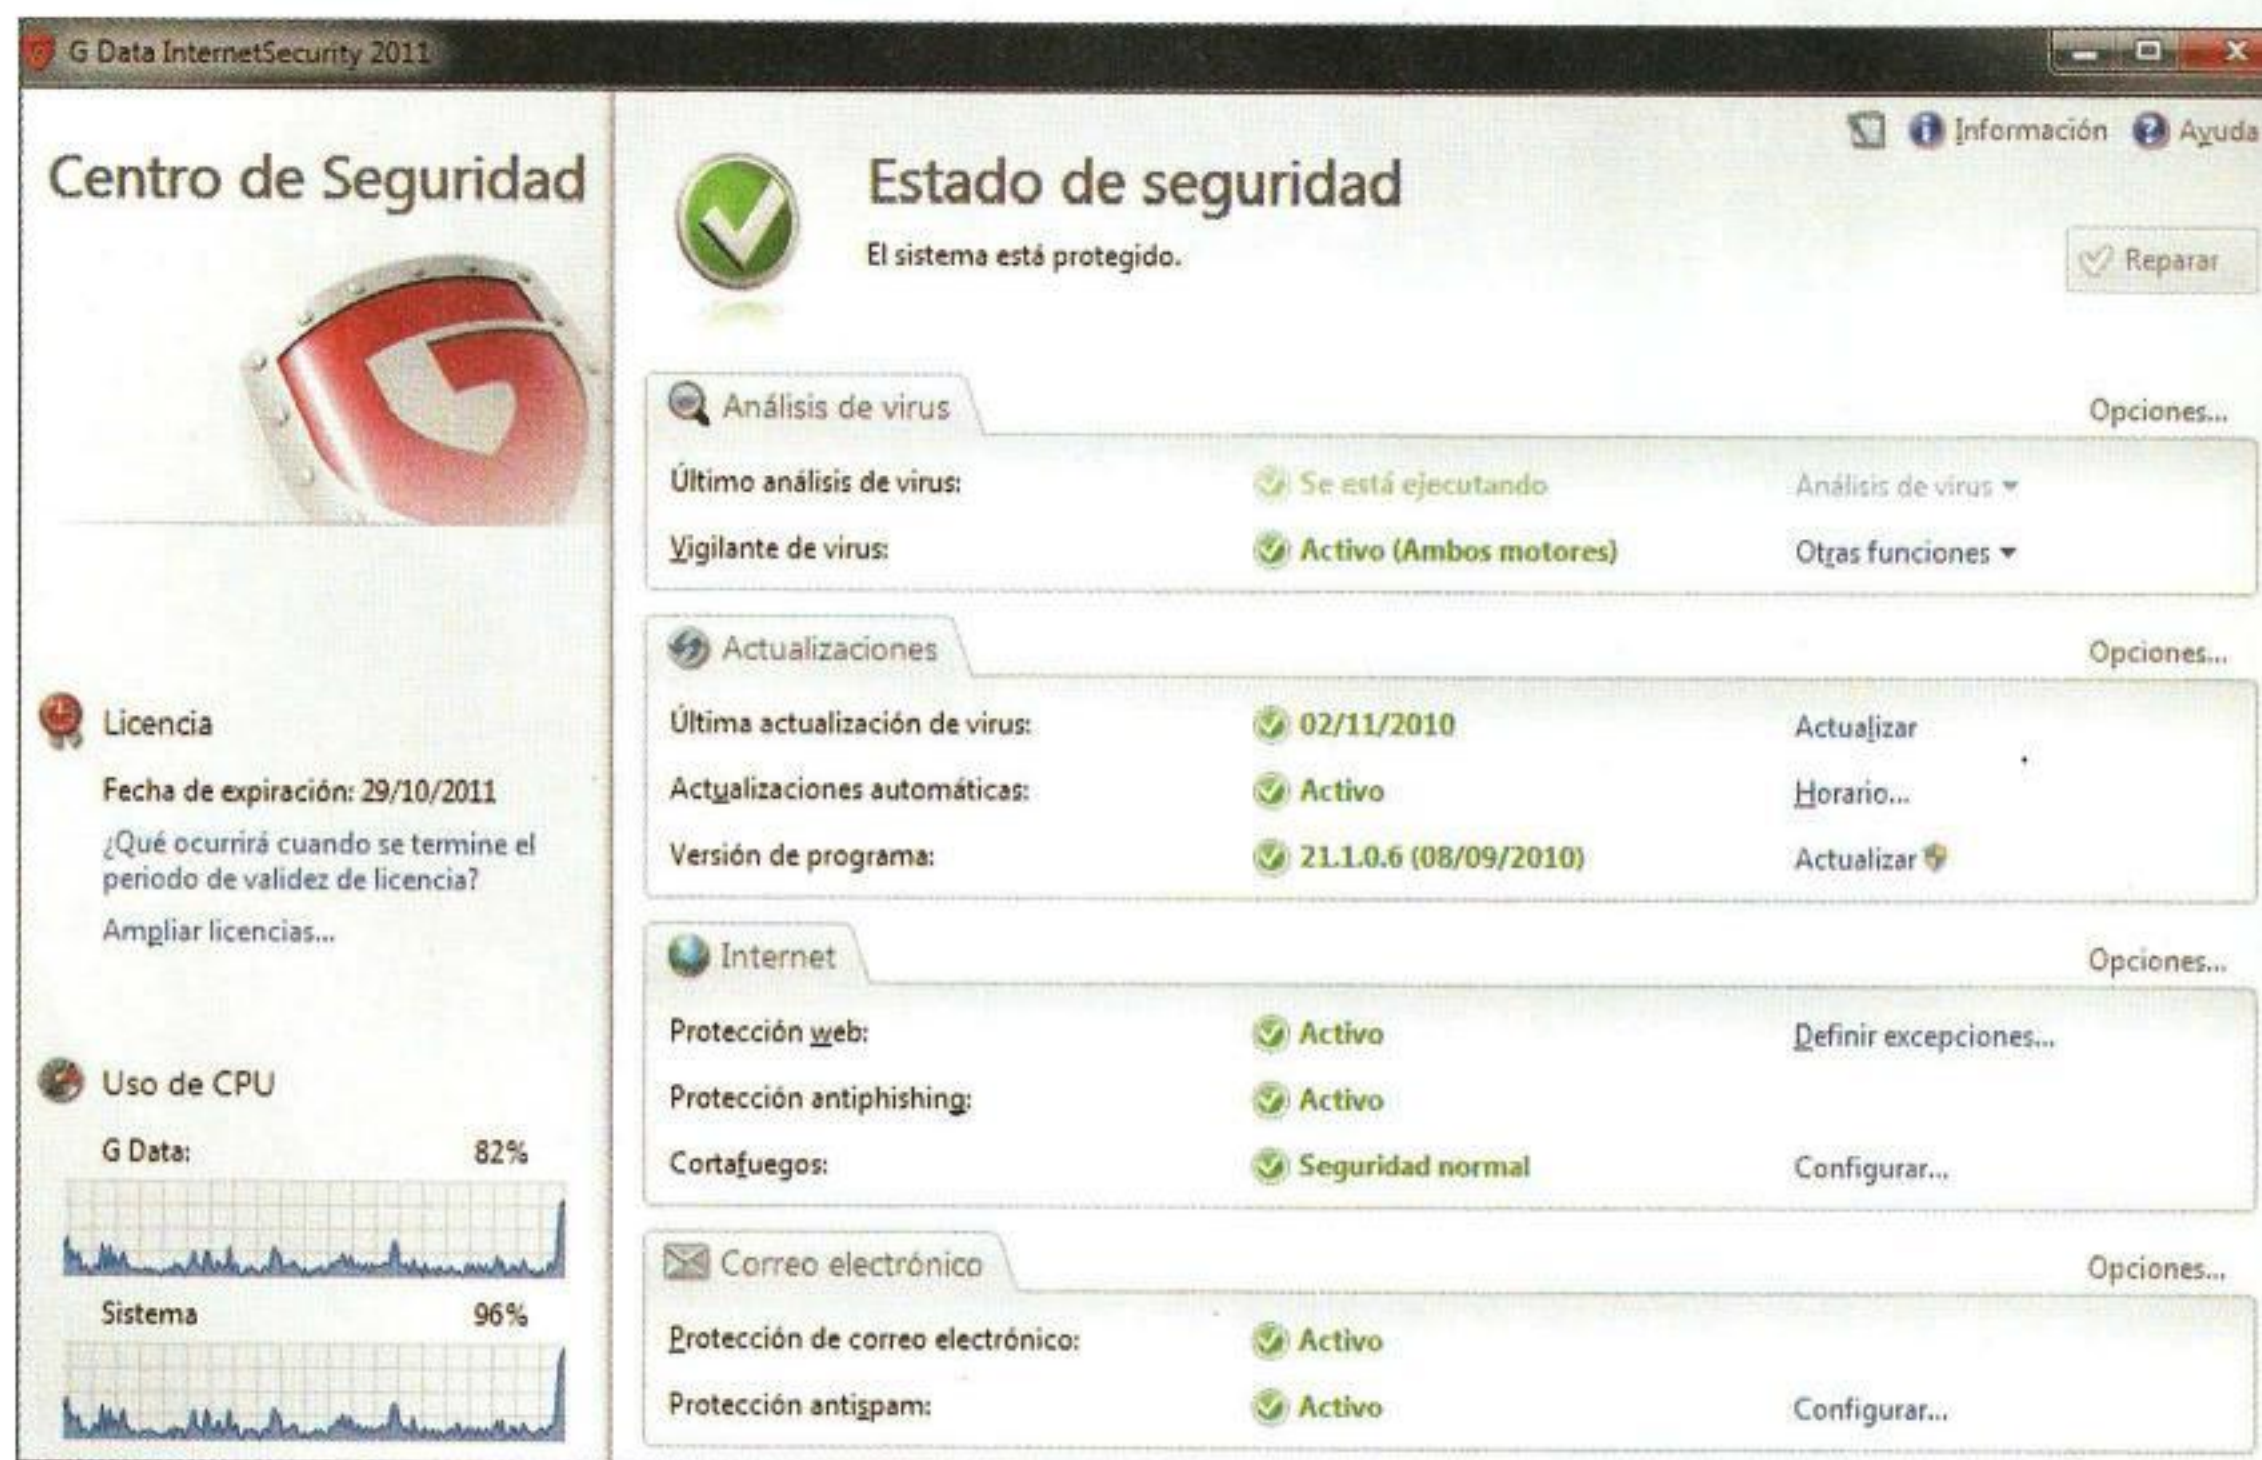 G Data InternetSecurity 2011
Información Ayuda
Centro de Seguridad
Estado de seguridad
El sistema está protegido.
Reparar
Análisis de virus Opciones...
Último análisis de virus: Se está ejecutando Análisis de virus
Vigilante de virus: Activo (Ambos motores) Otras funciones
Actualizaciones Opciones...
Última actualización de virus: 02/11/2010 Actualizar
Actualizaciones automáticas: Activo Horario...
Versión de programa: 21.1.0.6 (08/09/2010) Actualizar
Internet Opciones...
Protección web: Activo Definir excepciones...
Protección antiphishing: Activo
Cortafuegos: Seguridad normal Configurar...
Correo electrónico Opciones...
Protección de correo electrónico: Activo
Protección antispam: Activo Configurar...
Licencia
Fecha de expiración: 29/10/2011
¿Qué ocurrirá cuando se termine el
periodo de validez de licencia?
Ampliar licencias...
Uso de CPU
G Data: 82%
Sistema 96%